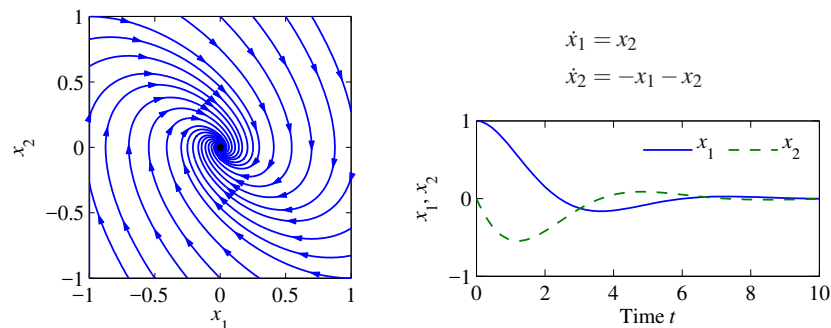 1
0.5
0
−0.5
−1
−1
−0.5
0
0.5
1
x₂
x₁
ẋ₁ = x₂
ẋ₂ = −x₁ − x₂
x₁
x₂
1
0
−1
x₁, x₂
0
2
4
6
8
10
Time t